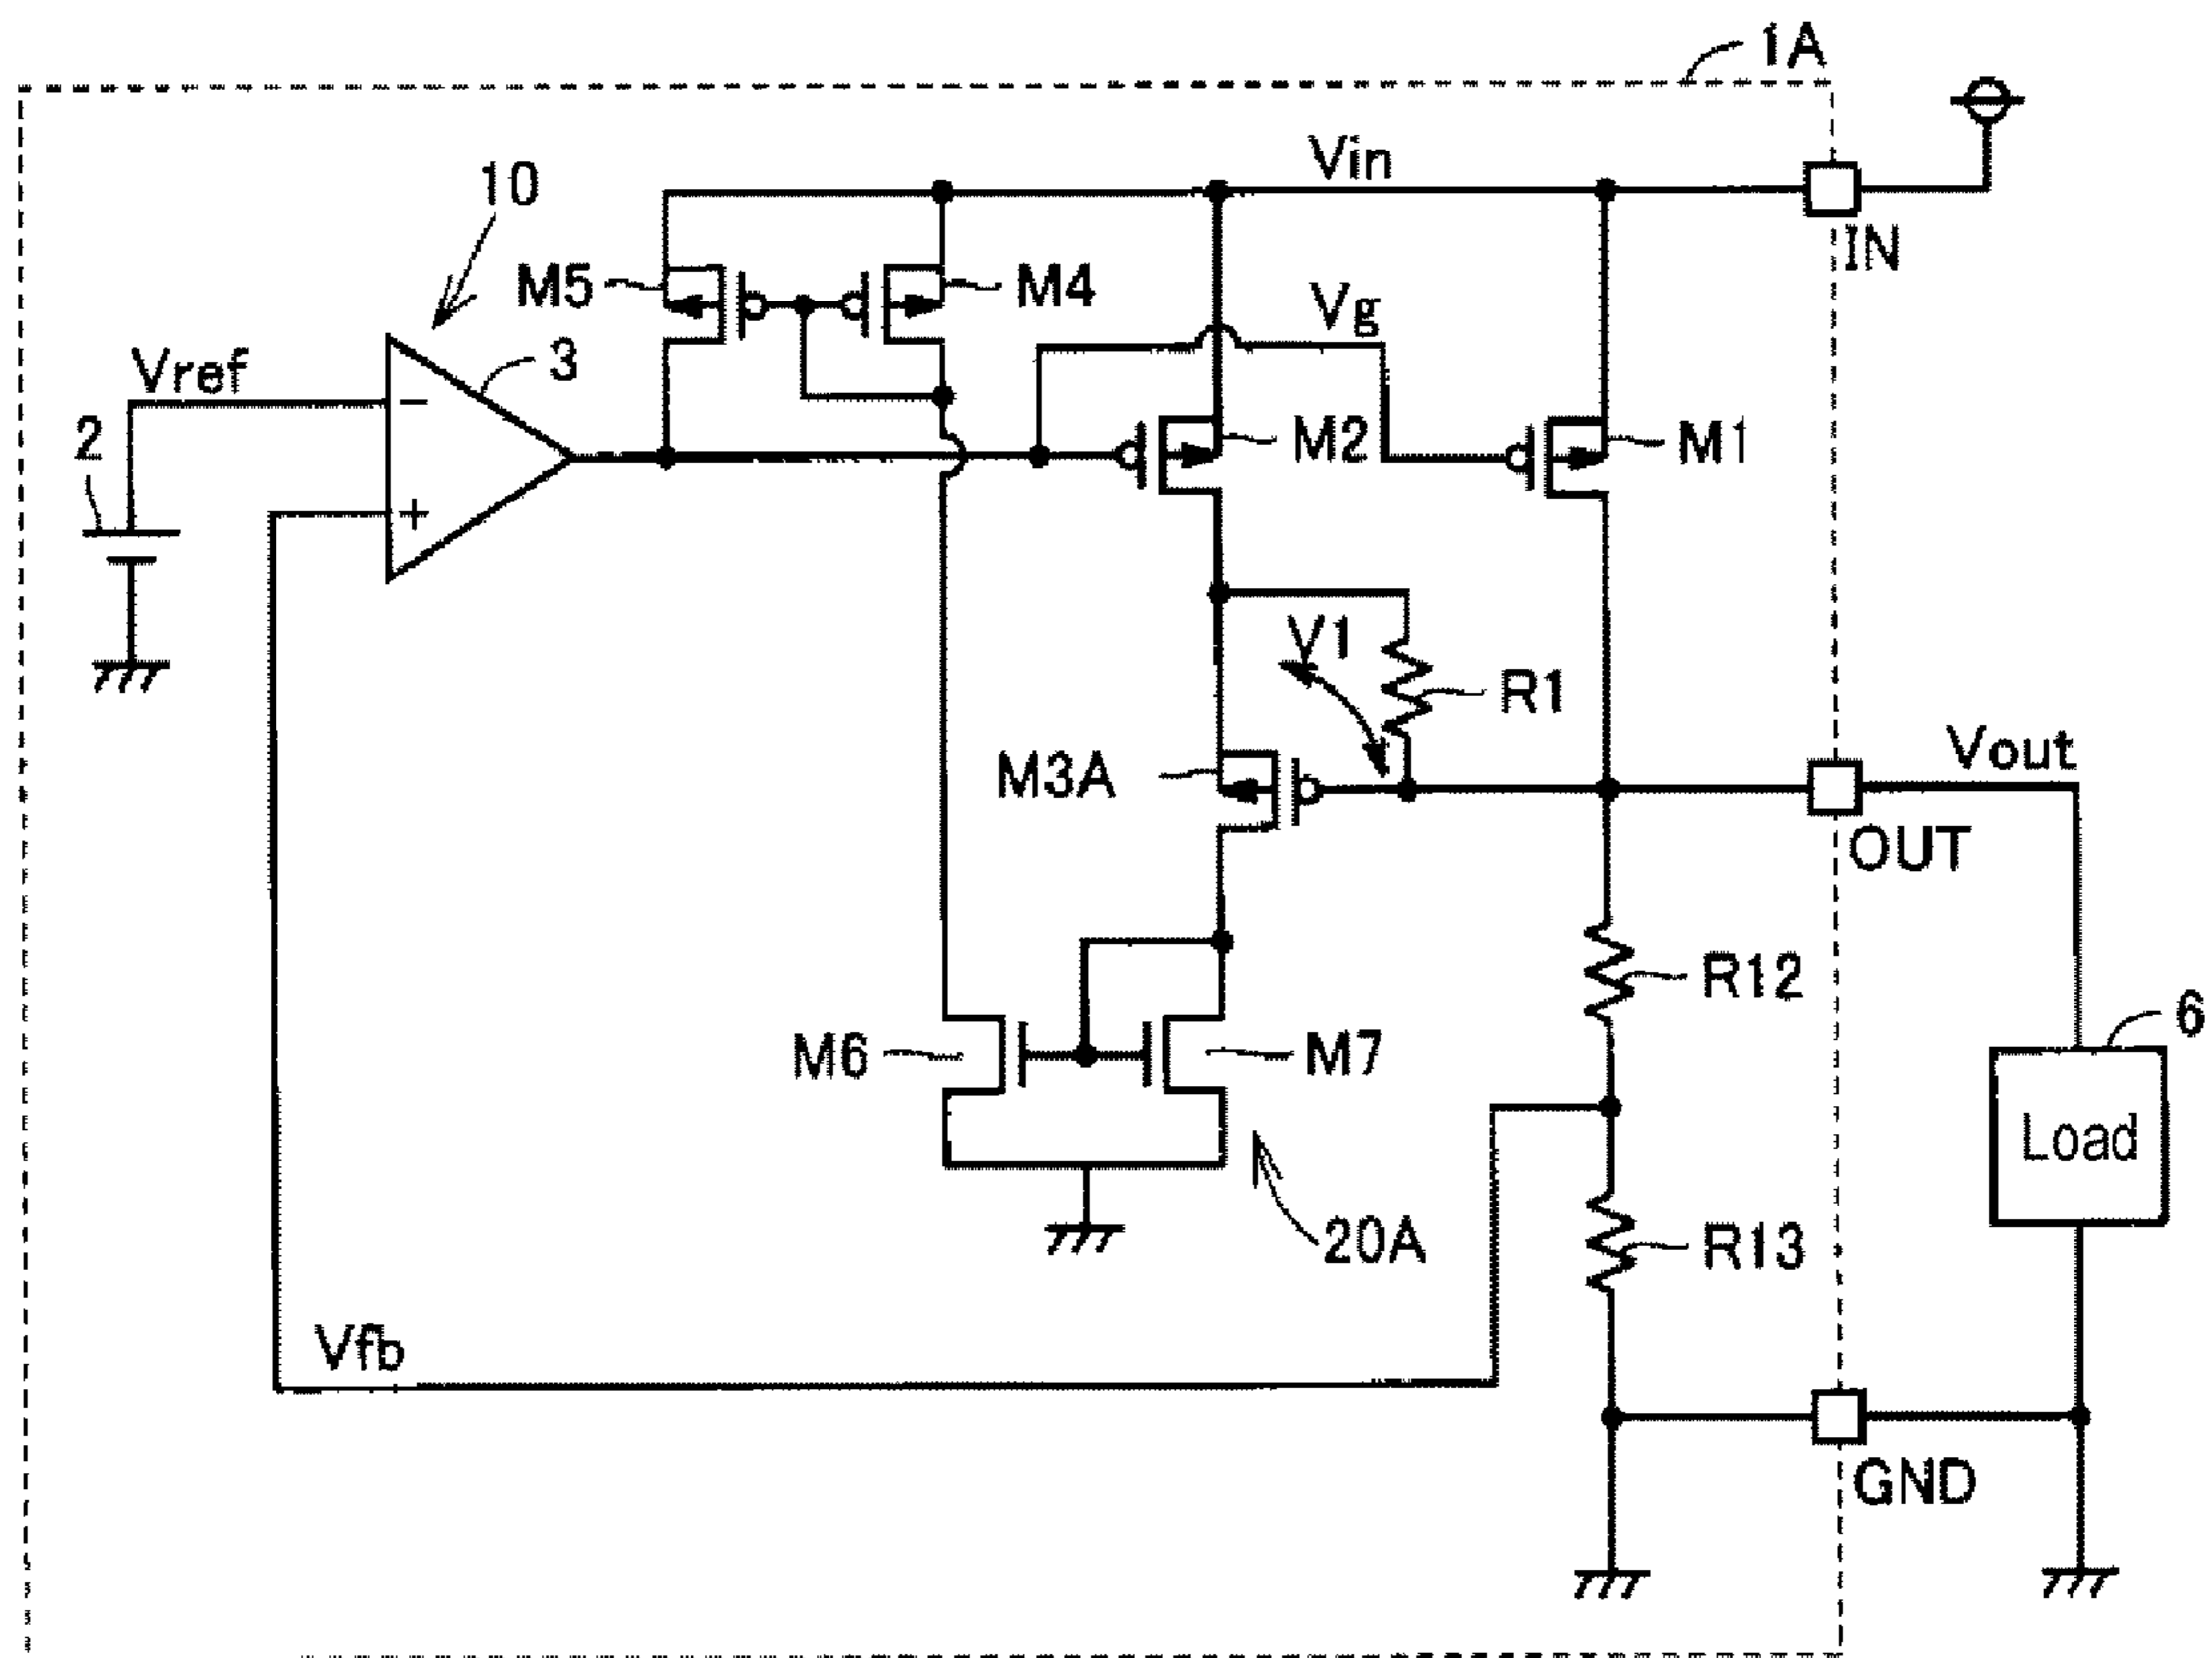 1A
Vin
10
IN
M5
M4
Vg
Vref
3
2
−
M2
M1
+
V1
R1
M3A
Vout
OUT
R12
6
M6
M7
Load
20A
R13
Vfb
GND